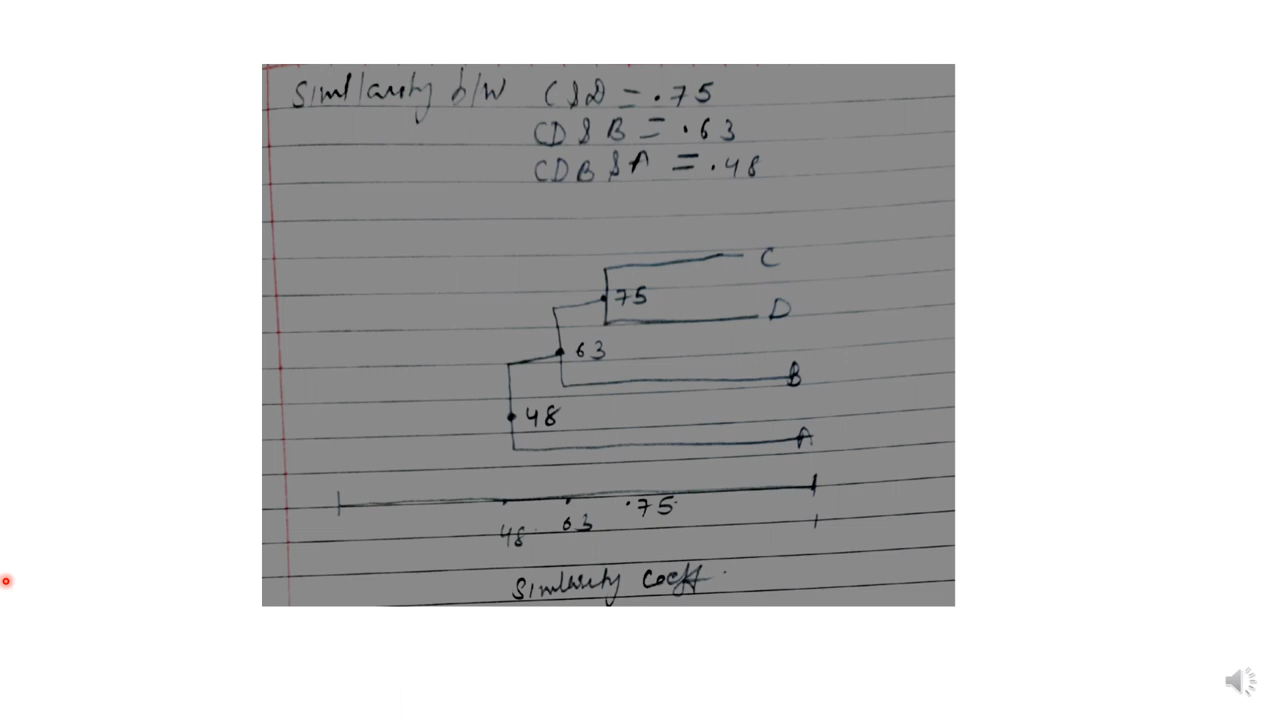 Similarity b/w C & D = .75
CD & B = .63
CDB & A = .48
C
75
D
63
B
48
A
48 63 .75 1
Similarity coeff.